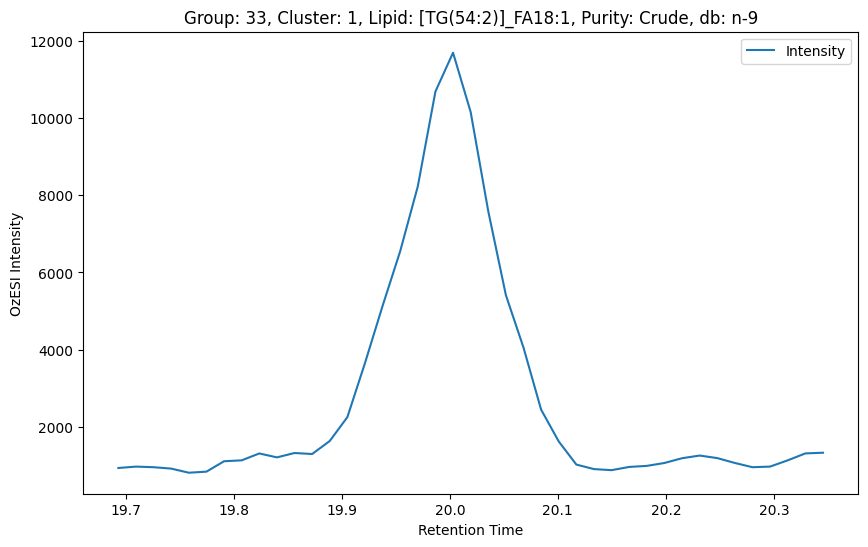 Group: 33, Cluster: 1, Lipid: [TG(54:2)]_FA18:1, Purity: Crude, db: n-9
Intensity
12000
10000
8000
6000
4000
2000
OzESI Intensity
19.7 19.8 19.9 20.0 20.1 20.2 20.3
Retention Time